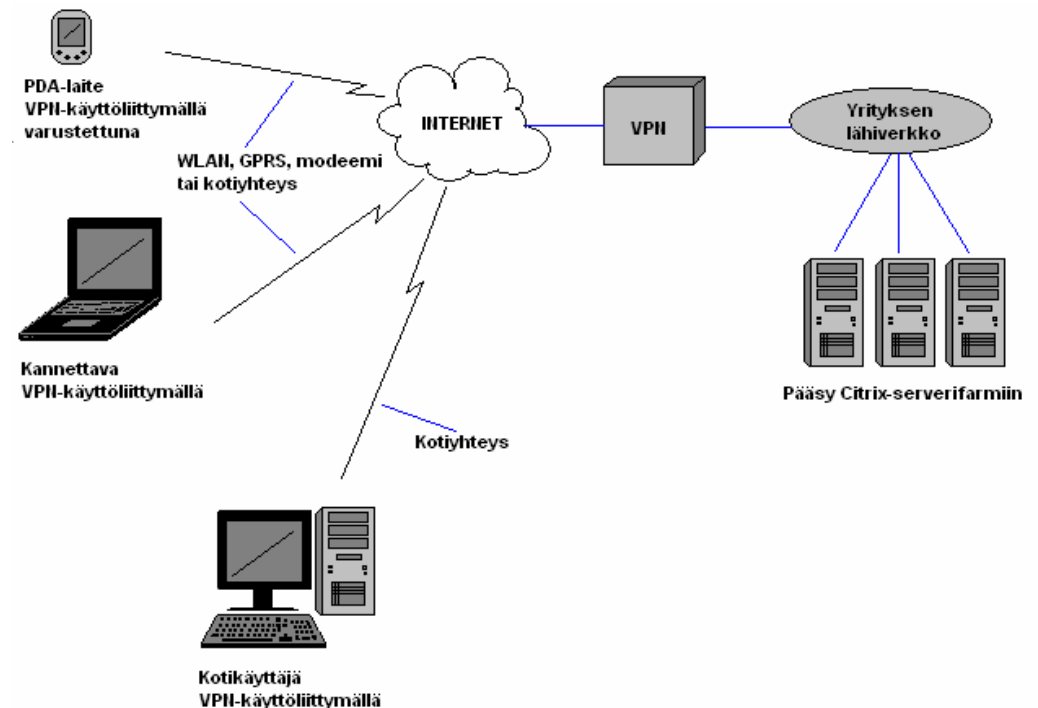 PDA-laite
VPN-käyttöliittymällä
varustettuna
INTERNET
VPN
Yrityksen
lähiverkko
WLAN, GPRS, modeemi
tai kotiyhteys
Kannettava
VPN-käyttöliittymällä
Pääsy Citrix-serverifarmiin
Kotiyhteys
Kotikäyttäjä
VPN-käyttöliittymällä